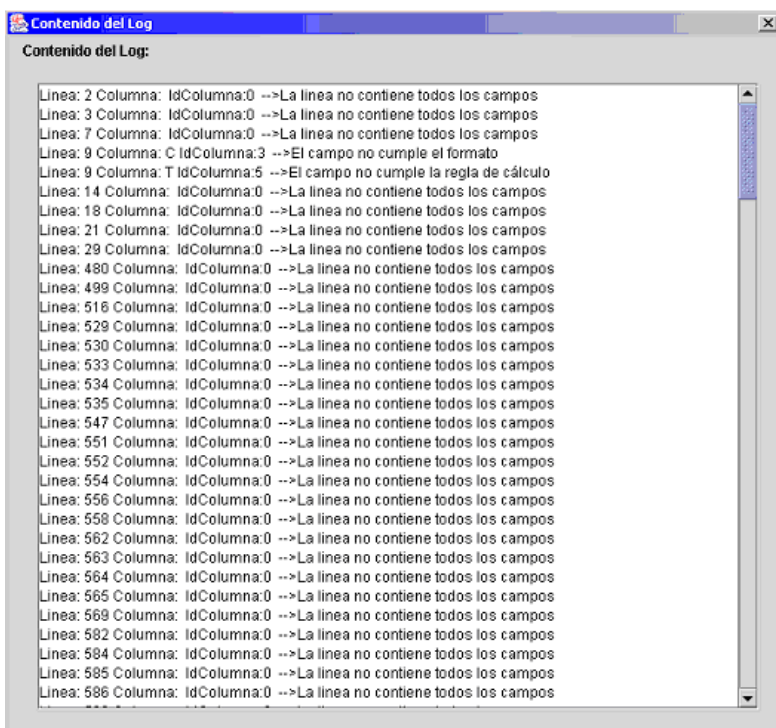 Contenido del Log
Contenido del Log:
Linea: 2 Columna: IdColumna:0 -->La linea no contiene todos los campos
Linea: 3 Columna: IdColumna:0 -->La linea no contiene todos los campos
Linea: 7 Columna: IdColumna:0 -->La linea no contiene todos los campos
Linea: 9 Columna: C IdColumna:3 -->El campo no cumple el formato
Linea: 9 Columna: T IdColumna:5 -->El campo no cumple la regla de cálculo
Linea: 14 Columna: IdColumna:0 -->La linea no contiene todos los campos
Linea: 18 Columna: IdColumna:0 -->La linea no contiene todos los campos
Linea: 21 Columna: IdColumna:0 -->La linea no contiene todos los campos
Linea: 29 Columna: IdColumna:0 -->La linea no contiene todos los campos
Linea: 480 Columna: IdColumna:0 -->La linea no contiene todos los campos
Linea: 499 Columna: IdColumna:0 -->La linea no contiene todos los campos
Linea: 516 Columna: IdColumna:0 -->La linea no contiene todos los campos
Linea: 529 Columna: IdColumna:0 -->La linea no contiene todos los campos
Linea: 530 Columna: IdColumna:0 -->La linea no contiene todos los campos
Linea: 533 Columna: IdColumna:0 -->La linea no contiene todos los campos
Linea: 534 Columna: IdColumna:0 -->La linea no contiene todos los campos
Linea: 535 Columna: IdColumna:0 -->La linea no contiene todos los campos
Linea: 547 Columna: IdColumna:0 -->La linea no contiene todos los campos
Linea: 551 Columna: IdColumna:0 -->La linea no contiene todos los campos
Linea: 552 Columna: IdColumna:0 -->La linea no contiene todos los campos
Linea: 554 Columna: IdColumna:0 -->La linea no contiene todos los campos
Linea: 556 Columna: IdColumna:0 -->La linea no contiene todos los campos
Linea: 558 Columna: IdColumna:0 -->La linea no contiene todos los campos
Linea: 562 Columna: IdColumna:0 -->La linea no contiene todos los campos
Linea: 563 Columna: IdColumna:0 -->La linea no contiene todos los campos
Linea: 564 Columna: IdColumna:0 -->La linea no contiene todos los campos
Linea: 565 Columna: IdColumna:0 -->La linea no contiene todos los campos
Linea: 569 Columna: IdColumna:0 -->La linea no contiene todos los campos
Linea: 582 Columna: IdColumna:0 -->La linea no contiene todos los campos
Linea: 584 Columna: IdColumna:0 -->La linea no contiene todos los campos
Linea: 585 Columna: IdColumna:0 -->La linea no contiene todos los campos
Linea: 586 Columna: IdColumna:0 -->La linea no contiene todos los campos